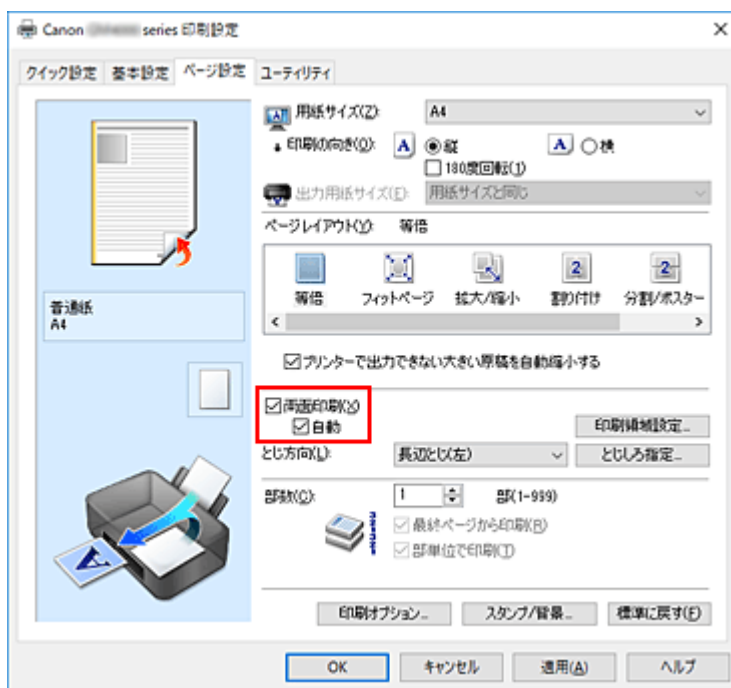 Canon series 印刷設定
クイック設定 基本設定 ページ設定 ユーティリティ
用紙サイズ(Z): A4
印刷の向き(O): A 縦 A 横
180度回転(1)
出力用紙サイズ(E): 用紙サイズと同じ
ページレイアウト(Y): 等倍
等倍 フィットページ 拡大/縮小 割り付け 分割/ポスター
普通紙
A4
プリンターで出力できない大きい原稿を自動縮小する
両面印刷(X)
自動
印刷領域設定...
とじ方向(L): 長辺とじ(左) とじしろ指定...
部数(C): 1 部(1-999)
最終ページから印刷(R)
部単位で印刷(T)
印刷オプション... スタンプ/背景... 標準に戻す(F)
OK キャンセル 適用(A) ヘルプ